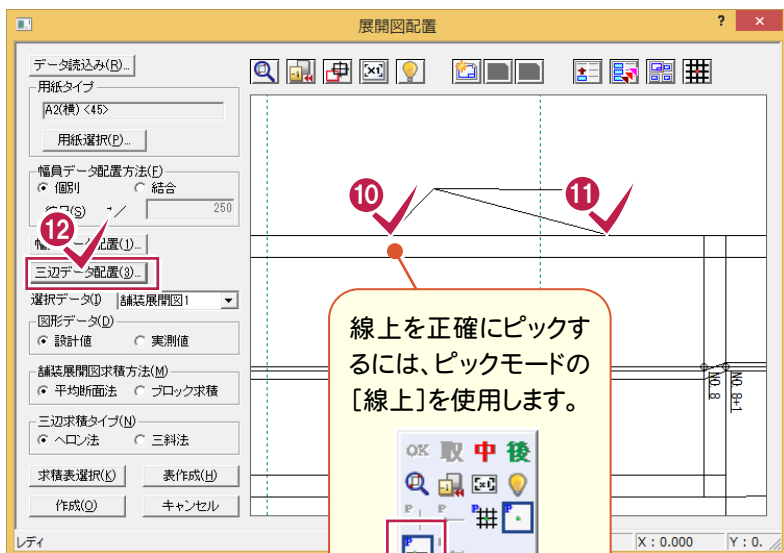 展開図配置
? ×
データ読込み(R)...
用紙タイプ
A2(横) <45>
用紙選択(P)...
幅員データ配置方法(F)
個別 結合
(S) 1/ 250
データ配置(1)...
三辺データ配置(3)...
選択データ(I) 舗装展開図1
図形データ(D)
設計値 実測値
舗装展開図求積方法(M)
平均断面法 ブロック求積
三辺求積タイプ(N)
ヘロン法 三斜法
求積表選択(K) 表作成(H)
作成(O) キャンセル
レディ
X : 0.000 Y : 0.
10
11
12
NO.8
NO.8+1
線上を正確にピックす
るには、ピックモードの
[線上]を使用します。
OK 取 中 後